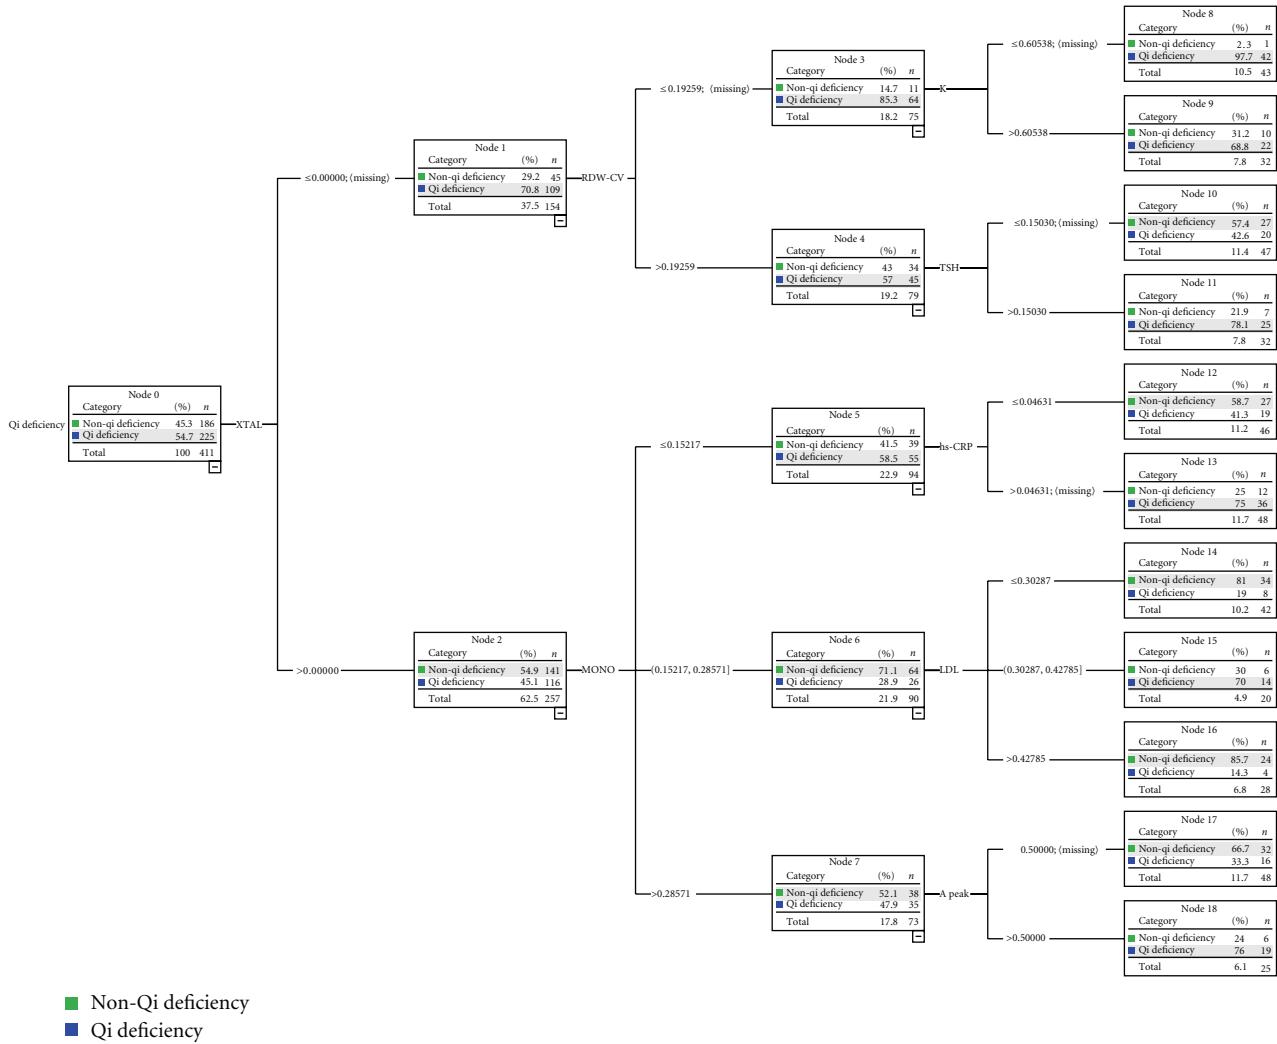 Qi deficiency
Node 0
Category (%) n
Non-qi deficiency 45.3 186
Qi deficiency 54.7 225
Total 100 411
XTAL
≤0.00000; ⟨missing⟩
>0.00000
Node 1
Category (%) n
Non-qi deficiency 29.2 45
Qi deficiency 70.8 109
Total 37.5 154
RDW-CV
Node 2
Category (%) n
Non-qi deficiency 54.9 141
Qi deficiency 45.1 116
Total 62.5 257
MONO
≤0.19259; ⟨missing⟩
>0.19259
≤0.15217
(0.15217, 0.28571]
>0.28571
Node 3
Category (%) n
Non-qi deficiency 14.7 11
Qi deficiency 85.3 64
Total 18.2 75
K
Node 4
Category (%) n
Non-qi deficiency 43 34
Qi deficiency 57 45
Total 19.2 79
TSH
Node 5
Category (%) n
Non-qi deficiency 41.5 39
Qi deficiency 58.5 55
Total 22.9 94
hs-CRP
Node 6
Category (%) n
Non-qi deficiency 71.1 64
Qi deficiency 28.9 26
Total 21.9 90
LDL
Node 7
Category (%) n
Non-qi deficiency 52.1 38
Qi deficiency 47.9 35
Total 17.8 73
A peak
≤0.60538; ⟨missing⟩
>0.60538
≤0.15030; ⟨missing⟩
>0.15030
≤0.04631
>0.04631; ⟨missing⟩
≤0.30287
(0.30287, 0.42785]
>0.42785
0.50000; ⟨missing⟩
>0.50000
Node 8
Category (%) n
Non-qi deficiency 2.3 1
Qi deficiency 97.7 42
Total 10.5 43
Node 9
Category (%) n
Non-qi deficiency 31.2 10
Qi deficiency 68.8 22
Total 7.8 32
Node 10
Category (%) n
Non-qi deficiency 57.4 27
Qi deficiency 42.6 20
Total 11.4 47
Node 11
Category (%) n
Non-qi deficiency 21.9 7
Qi deficiency 78.1 25
Total 7.8 32
Node 12
Category (%) n
Non-qi deficiency 58.7 27
Qi deficiency 41.3 19
Total 11.2 46
Node 13
Category (%) n
Non-qi deficiency 25 12
Qi deficiency 75 36
Total 11.7 48
Node 14
Category (%) n
Non-qi deficiency 81 34
Qi deficiency 19 8
Total 10.2 42
Node 15
Category (%) n
Non-qi deficiency 30 6
Qi deficiency 70 14
Total 4.9 20
Node 16
Category (%) n
Non-qi deficiency 85.7 24
Qi deficiency 14.3 4
Total 6.8 28
Node 17
Category (%) n
Non-qi deficiency 66.7 32
Qi deficiency 33.3 16
Total 11.7 48
Node 18
Category (%) n
Non-qi deficiency 24 6
Qi deficiency 76 19
Total 6.1 25
Non-Qi deficiency
Qi deficiency